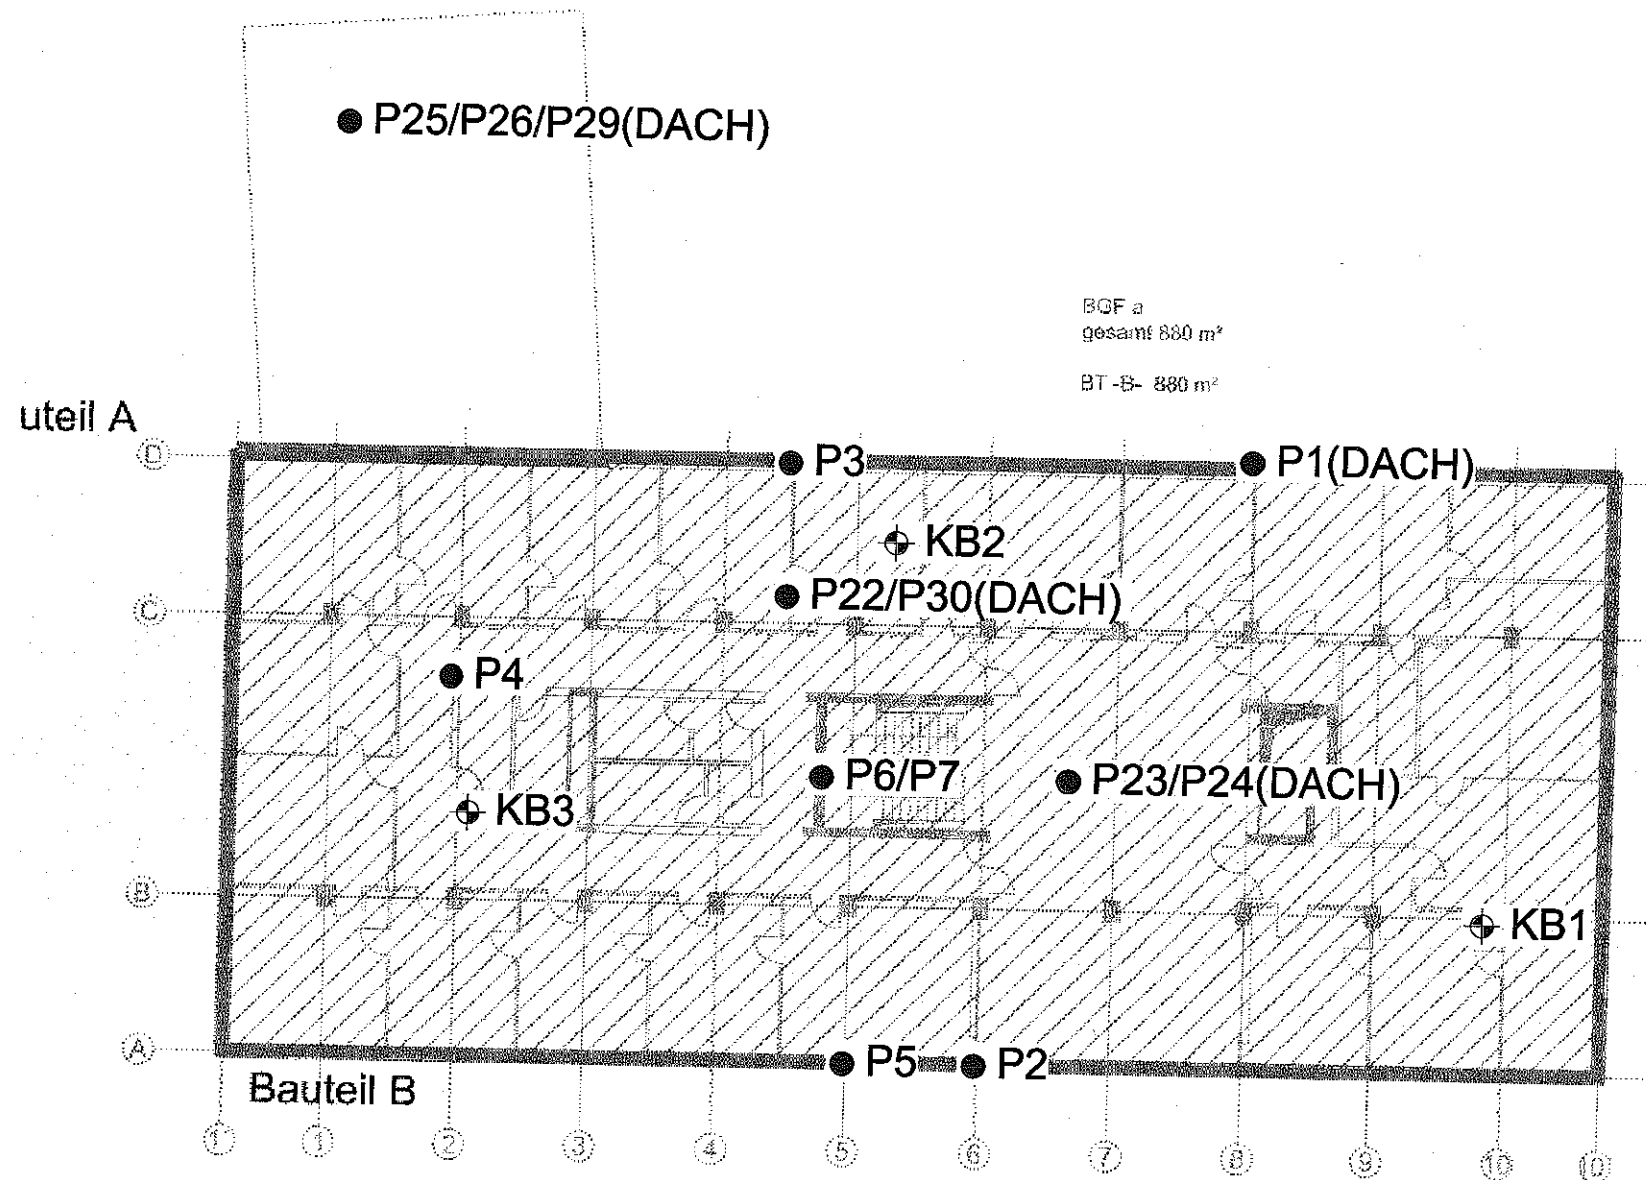 P25/P26/P29(DACH)
BGF a
gesamt 880 m²
BT -B- 880 m²
uteil A
D
P3
P1(DACH)
KB2
C
P22/P30(DACH)
P4
P6/P7
P23/P24(DACH)
KB3
B
KB1
A
P5
P2
Bauteil B
1'
1
2
3
4
5
6
7
8
9
10
10'